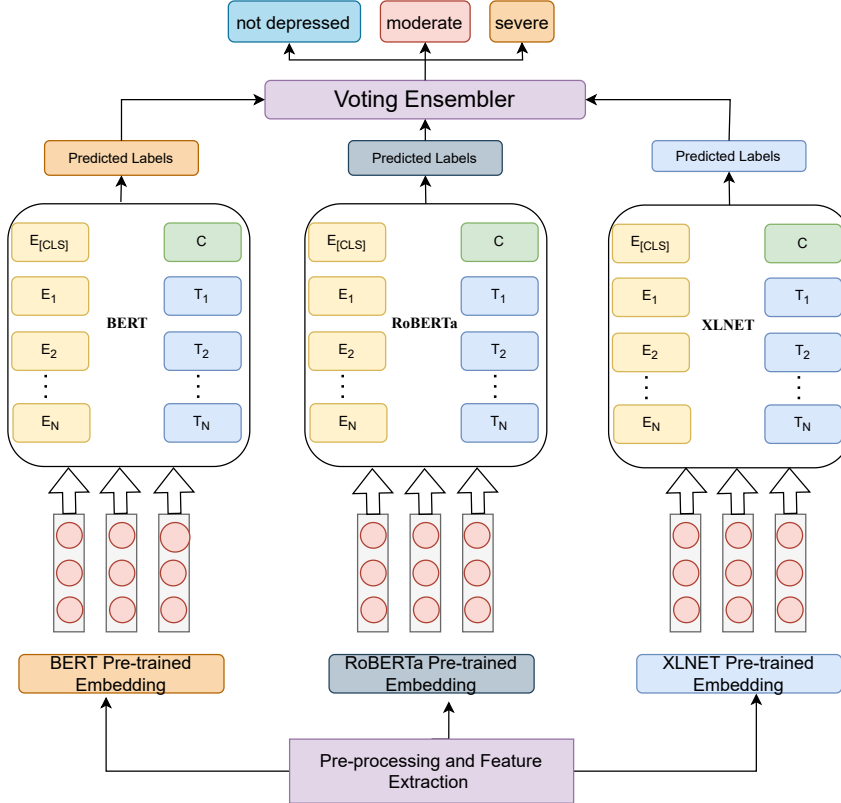 not depressed
moderate
severe
Voting Ensembler
Predicted Labels
Predicted Labels
Predicted Labels
E[CLS]
C
E1
T1
BERT
E2
T2
EN
TN
E[CLS]
C
E1
T1
RoBERTa
E2
T2
EN
TN
E[CLS]
C
E1
T1
XLNET
E2
T2
EN
TN
BERT Pre-trained
Embedding
RoBERTa Pre-trained
Embedding
XLNET Pre-trained
Embedding
Pre-processing and Feature
Extraction